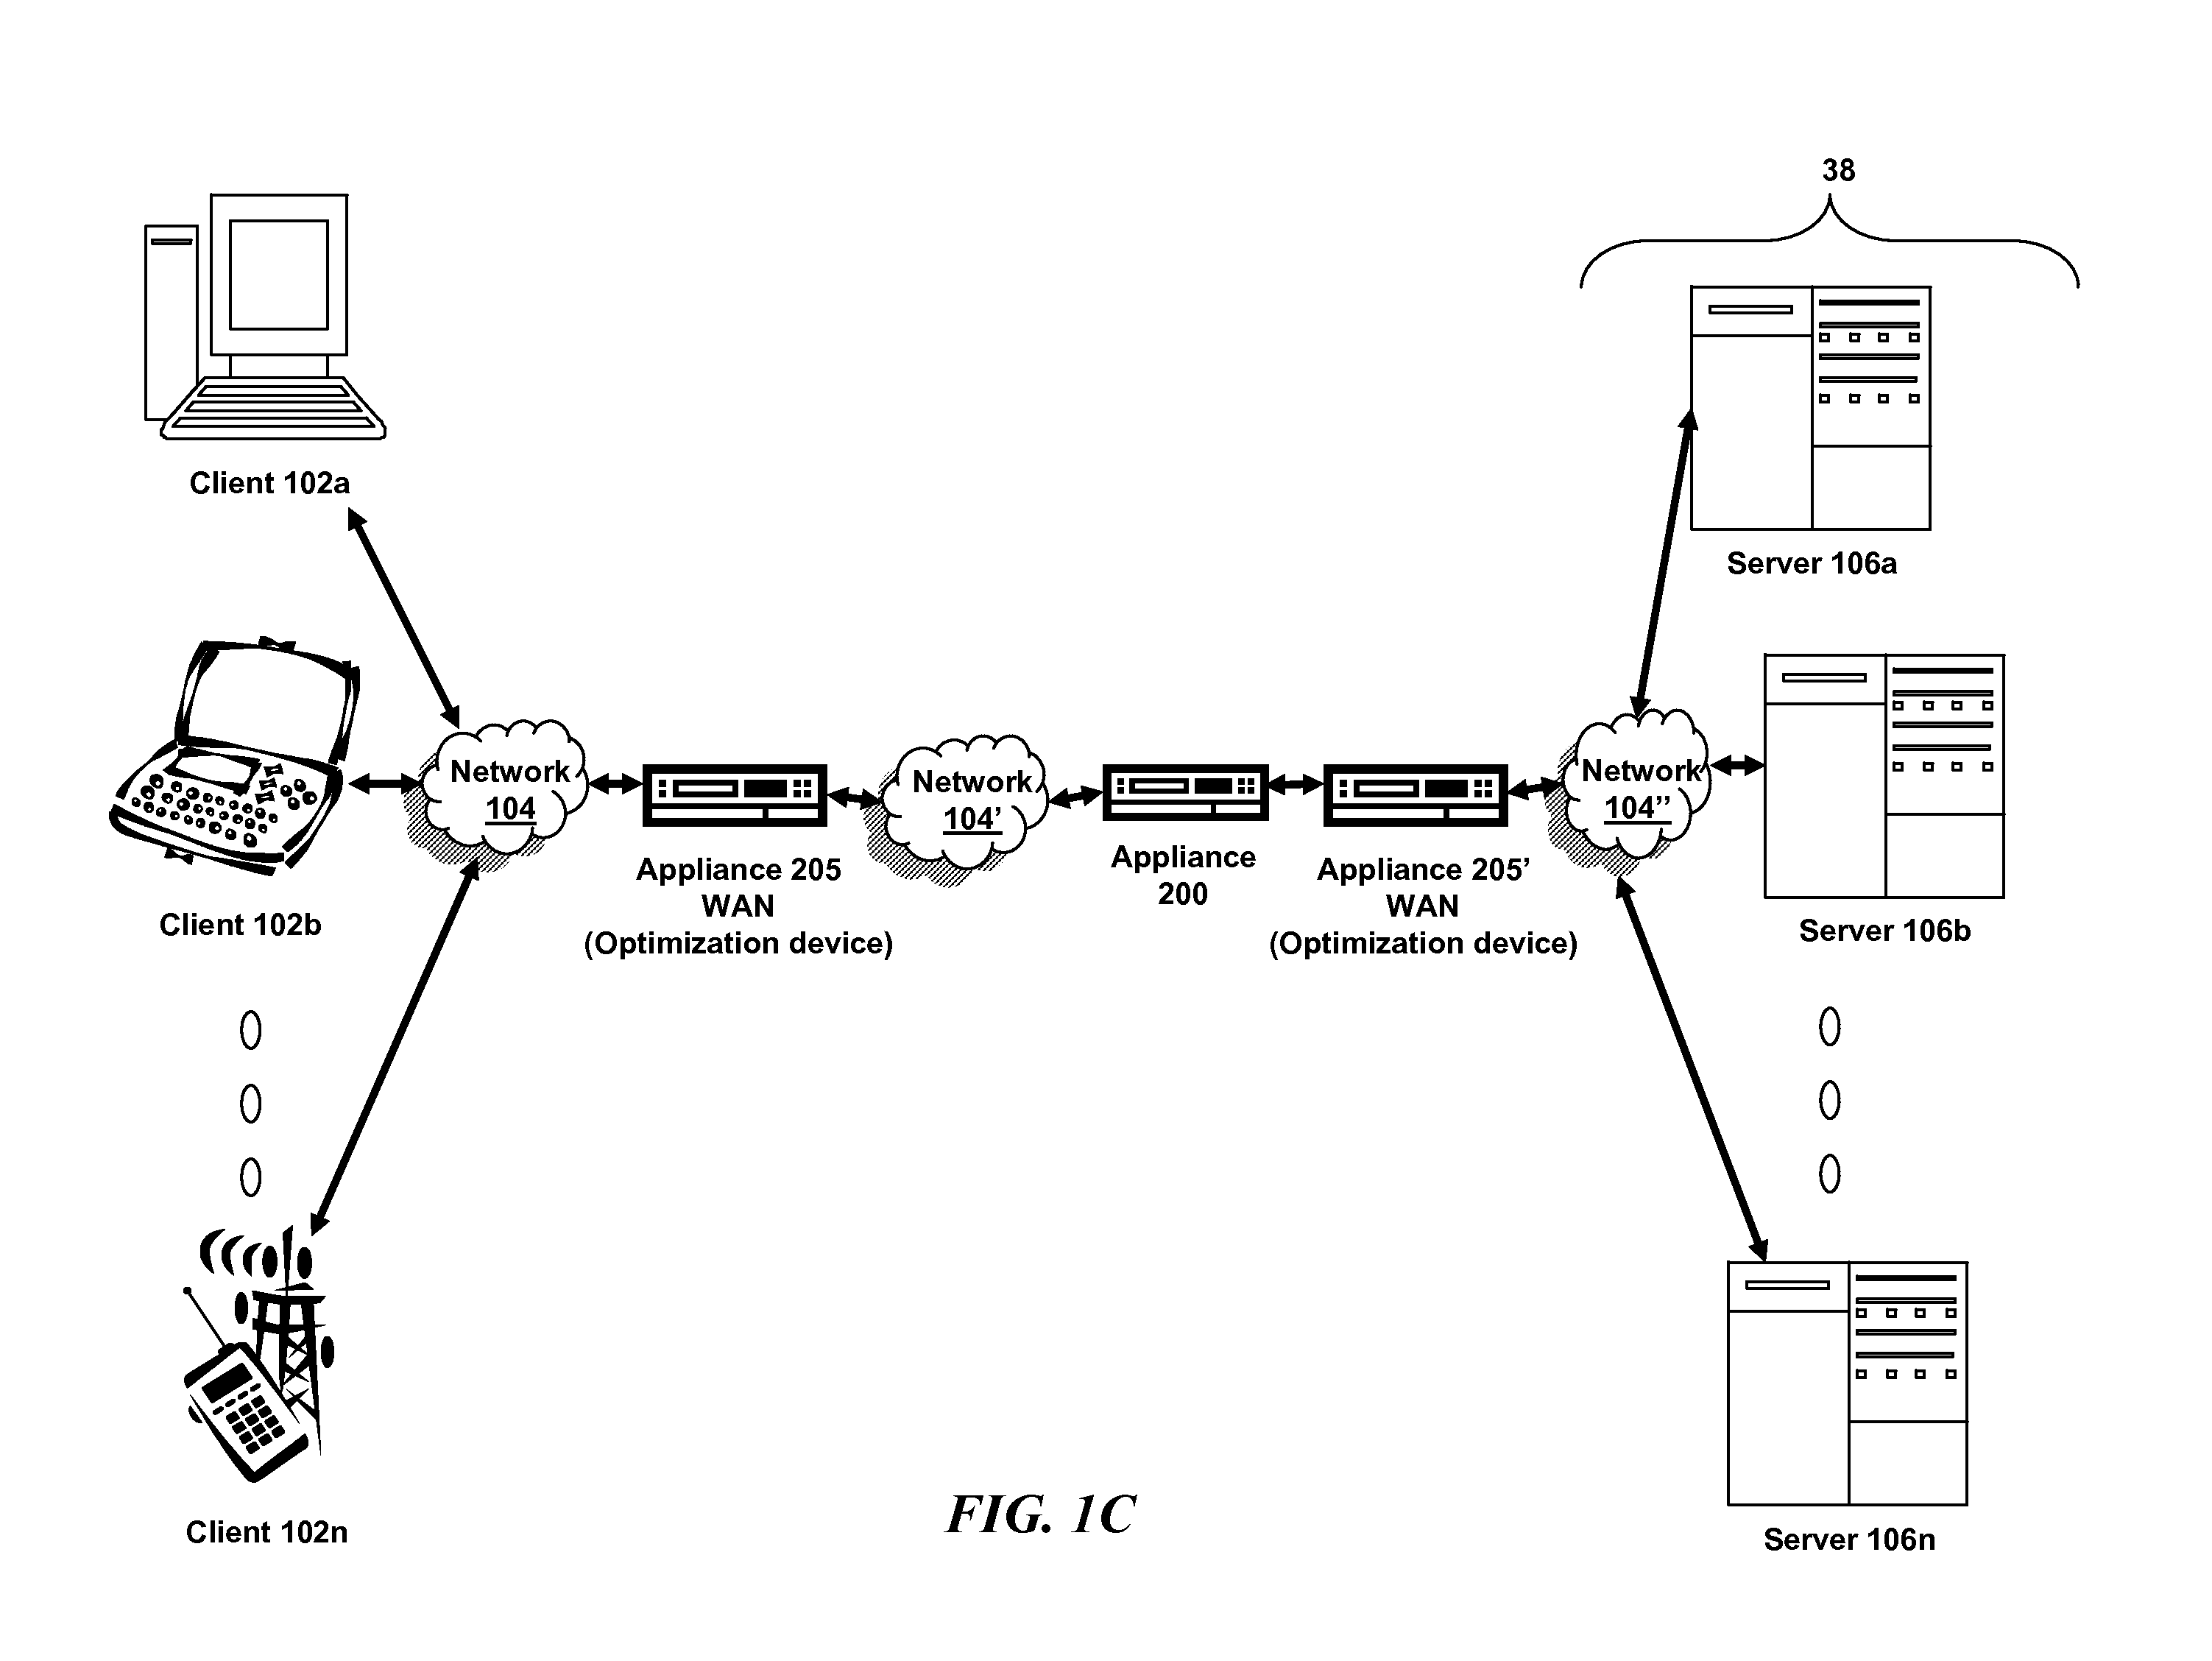 38
Client 102a
Server 106a
Network
104
Network
104'
Network
104''
Appliance
200
Appliance 205
WAN
(Optimization device)
Appliance 205’
WAN
(Optimization device)
Client 102b
Server 106b
Client 102n
Server 106n
FIG. 1C